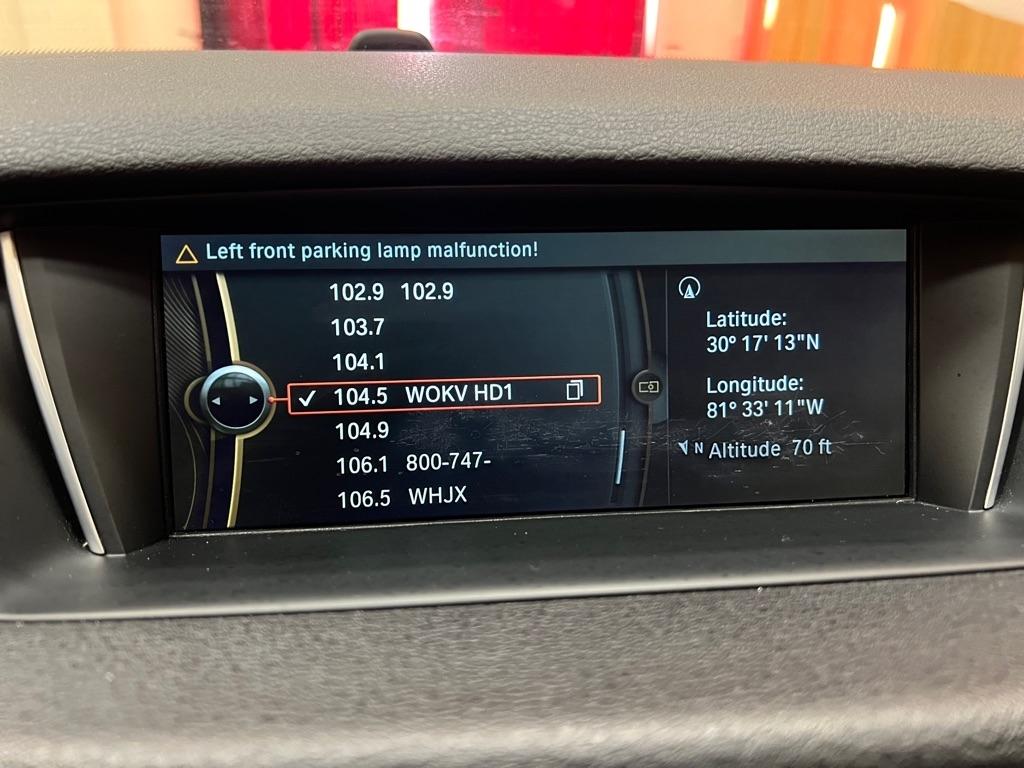 Left front parking lamp malfunction!
102.9 102.9
103.7
104.1
104.5 WOKV HD1
104.9
106.1 800-747-
106.5 WHJX
Latitude:
30° 17' 13"N
Longitude:
81° 33' 11"W
N Altitude 70 ft